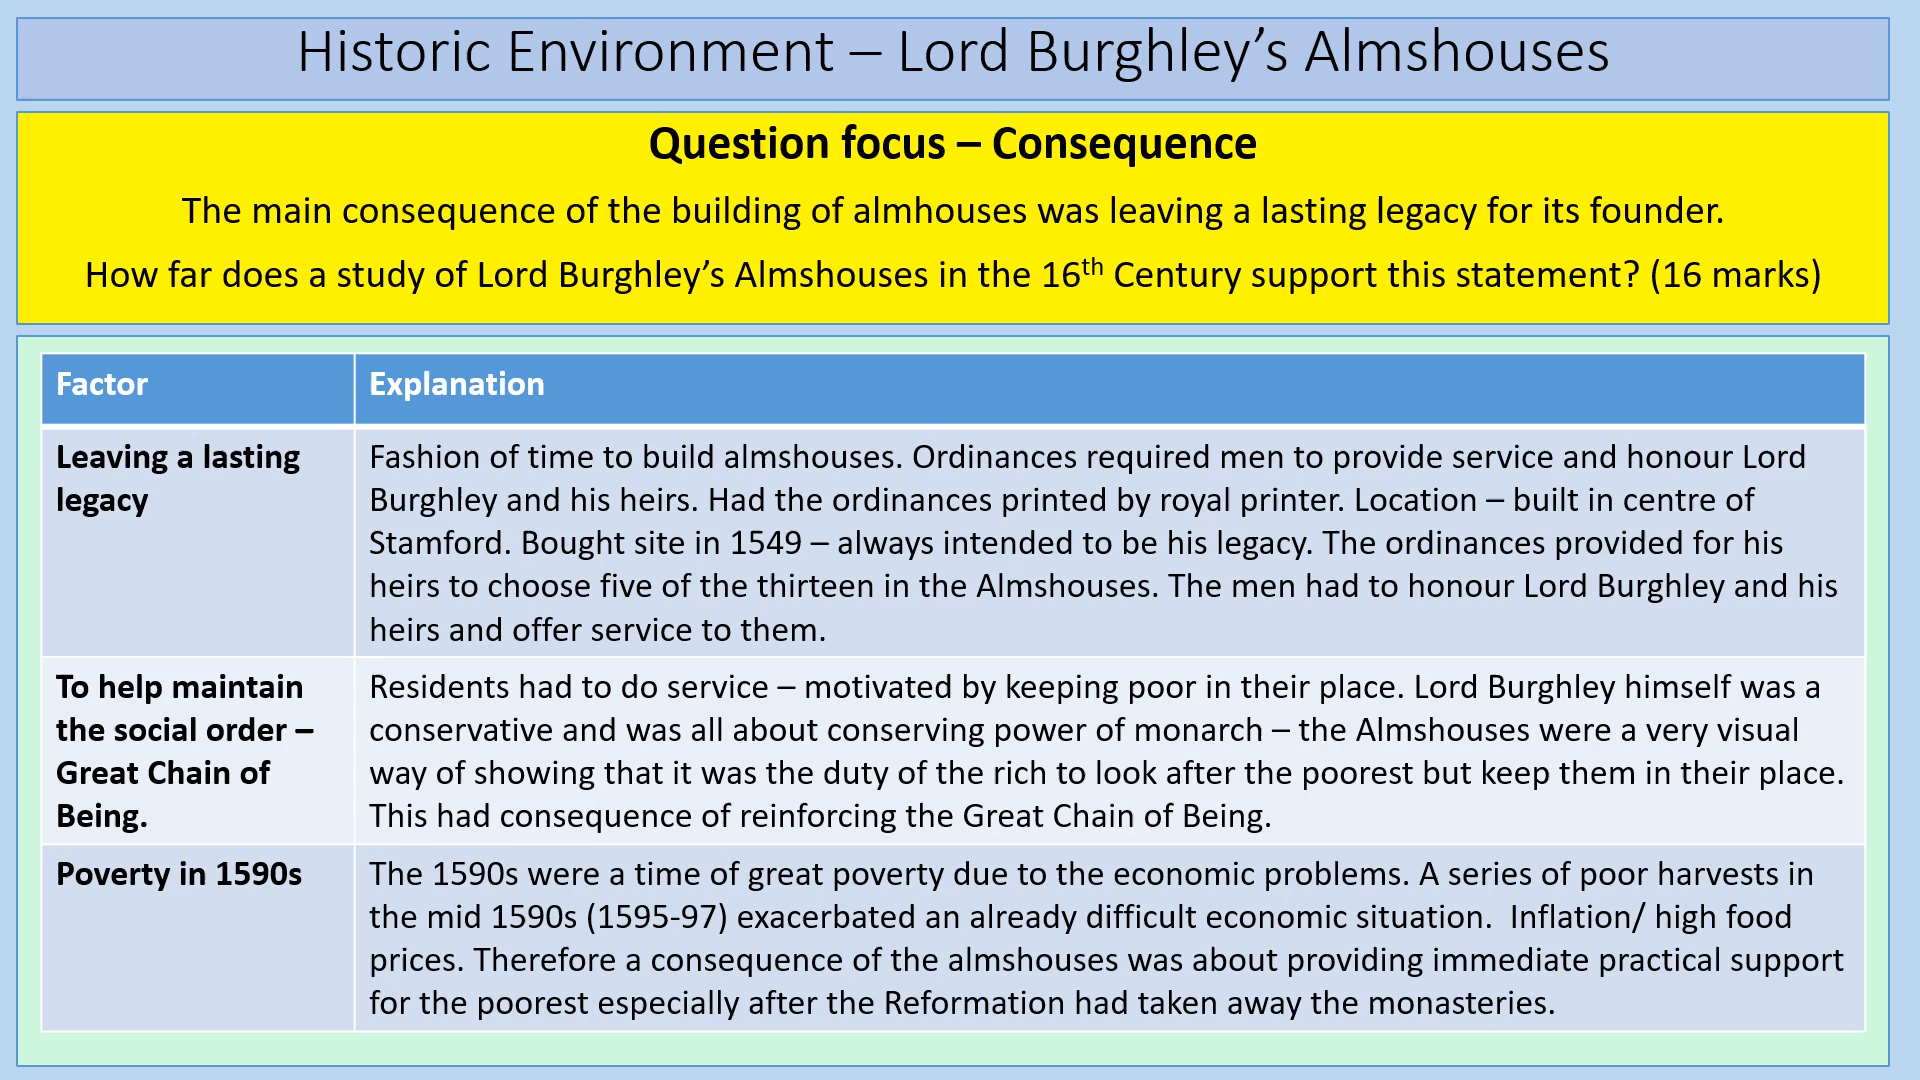 Historic Environment – Lord Burghley’s Almshouses
Question focus – Consequence
The main consequence of the building of almhouses was leaving a lasting legacy for its founder.
How far does a study of Lord Burghley’s Almshouses in the 16th Century support this statement? (16 marks)
Factor
Explanation
Leaving a lasting
legacy
Fashion of time to build almshouses. Ordinances required men to provide service and honour Lord
Burghley and his heirs. Had the ordinances printed by royal printer. Location – built in centre of
Stamford. Bought site in 1549 – always intended to be his legacy. The ordinances provided for his
heirs to choose five of the thirteen in the Almshouses. The men had to honour Lord Burghley and his
heirs and offer service to them.
To help maintain
the social order –
Great Chain of
Being.
Residents had to do service – motivated by keeping poor in their place. Lord Burghley himself was a
conservative and was all about conserving power of monarch – the Almshouses were a very visual
way of showing that it was the duty of the rich to look after the poorest but keep them in their place.
This had consequence of reinforcing the Great Chain of Being.
Poverty in 1590s
The 1590s were a time of great poverty due to the economic problems. A series of poor harvests in
the mid 1590s (1595-97) exacerbated an already difficult economic situation.  Inflation/ high food
prices. Therefore a consequence of the almshouses was about providing immediate practical support
for the poorest especially after the Reformation had taken away the monasteries.